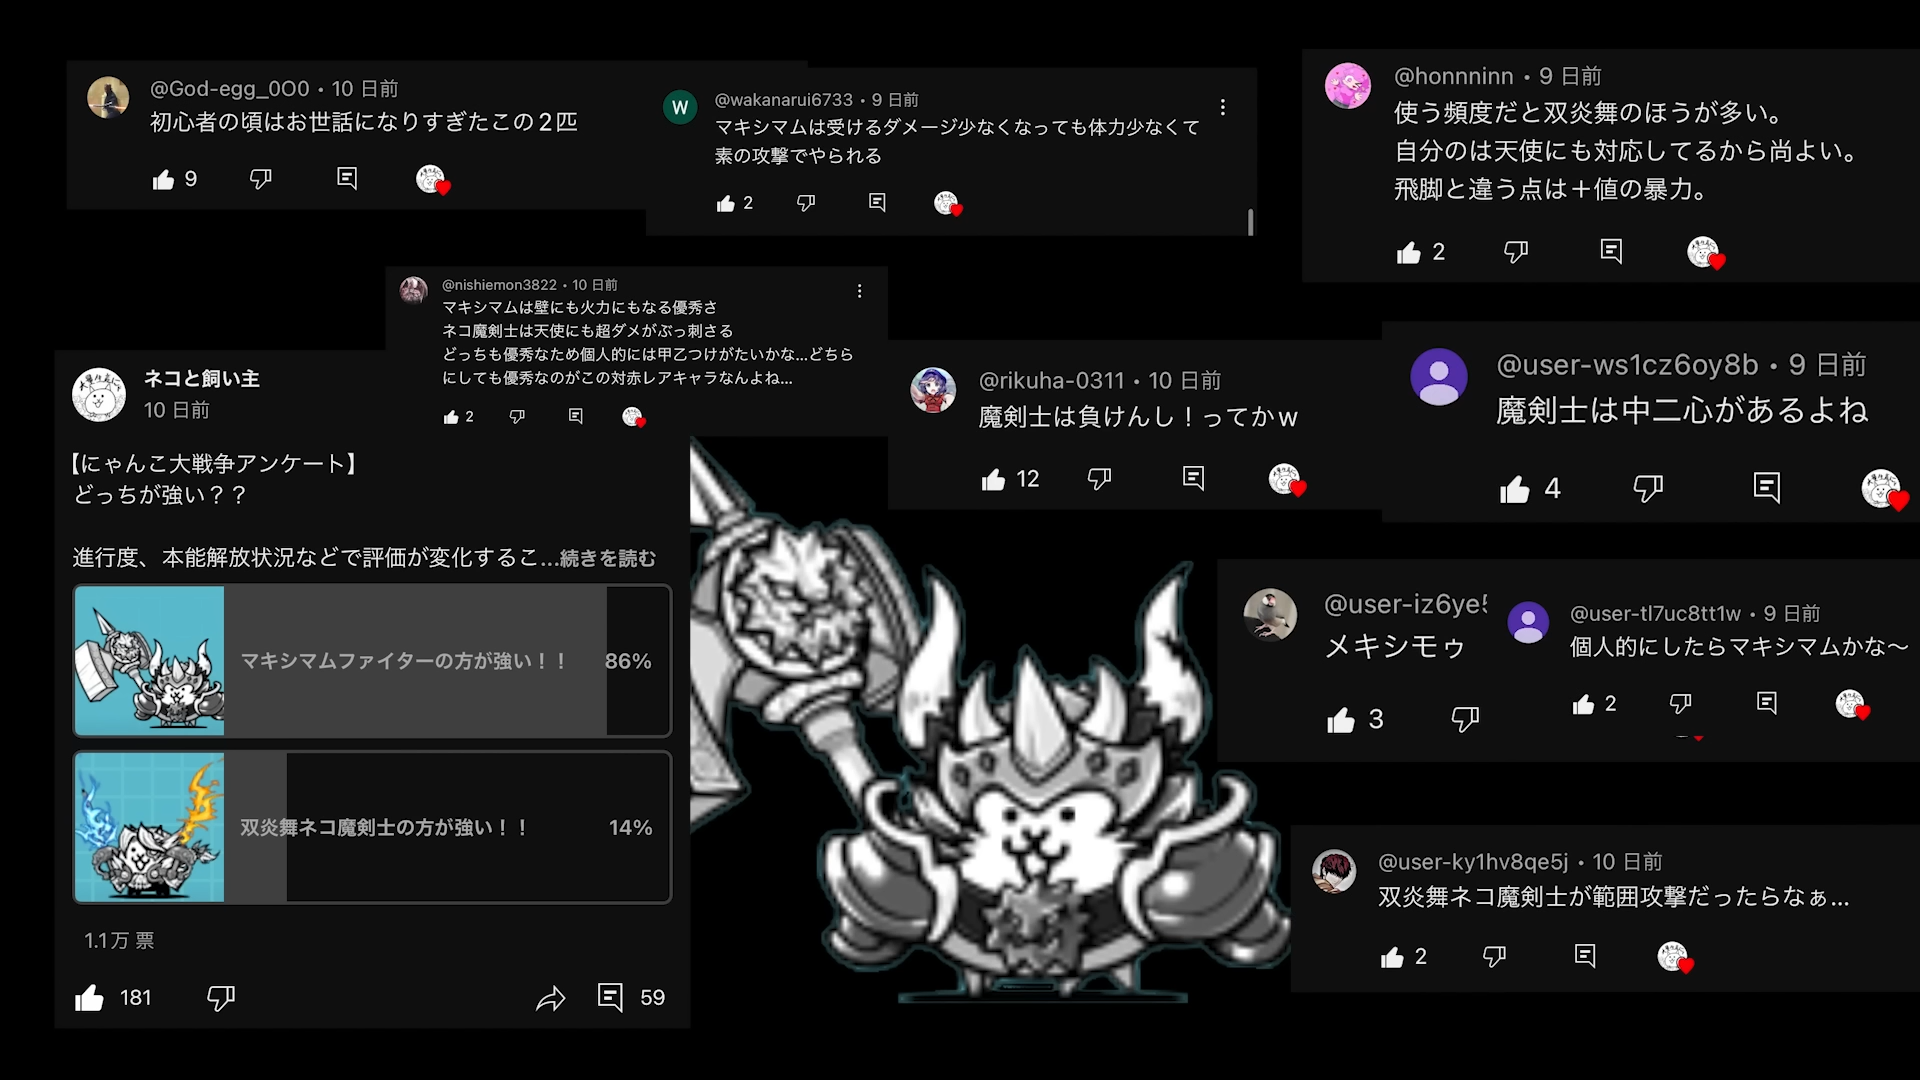 @God-egg_0O0・10 日前
初心者の頃はお世話になりすぎたこの２匹
9
W
@wakanarui6733・9 日前
マキシマムは受けるダメージ少なくなっても体力少なくて
素の攻撃でやられる
2
@honnninn・9 日前
使う頻度だと双炎舞のほうが多い。
自分のは天使にも対応してるから尚よい。
飛脚と違う点は＋値の暴力。
2
@nishiemon3822・10 日前
マキシマムは壁にも火力にもなる優秀さ
ネコ魔剣士は天使にも超ダメがぶっ刺さる
どっちも優秀なため個人的には甲乙つけがたいかな...どちら
にしても優秀なのがこの対赤レアキャラなんよね...
2
@rikuha-0311・10 日前
魔剣士は負けんし！ってかｗ
12
@user-ws1cz6oy8b・9 日前
魔剣士は中二心があるよね
4
ネコと飼い主
10 日前
【にゃんこ大戦争アンケート】
どっちが強い？？
進行度、本能解放状況などで評価が変化するこ...続きを読む
マキシマムファイターの方が強い！！ 86%
双炎舞ネコ魔剣士の方が強い！！ 14%
1.1万 票
181
59
@user-iz6ye
メキシモゥ
3
@user-tl7uc8tt1w・9 日前
個人的にしたらマキシマムかな〜
2
@user-ky1hv8qe5j・10 日前
双炎舞ネコ魔剣士が範囲攻撃だったらなぁ...
2